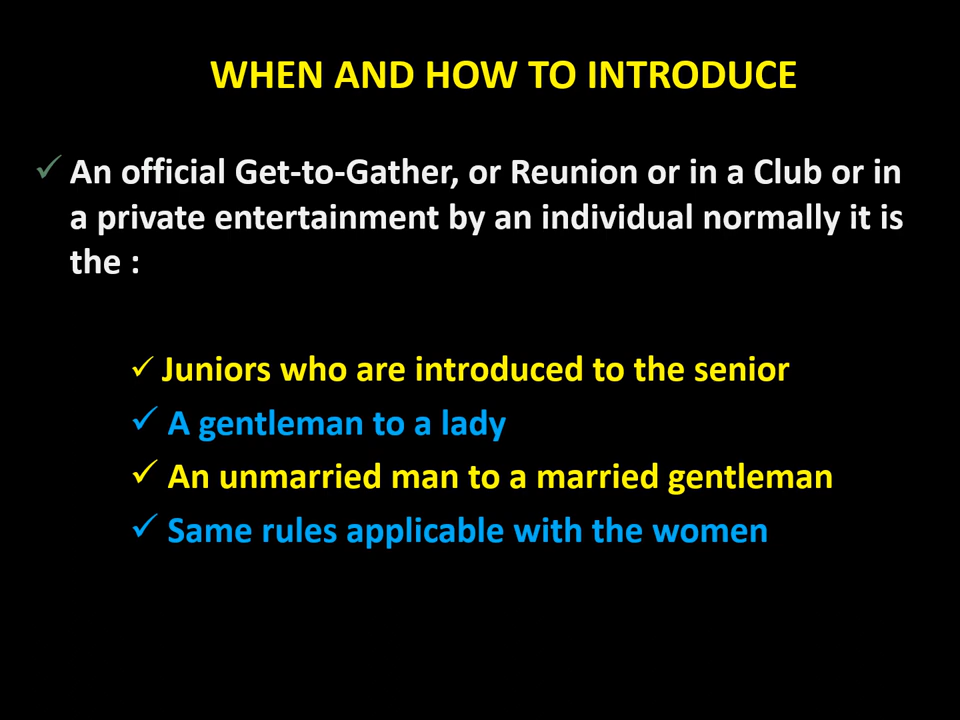 WHEN AND HOW TO INTRODUCE
✓ An official Get-to-Gather, or Reunion or in a Club or in
a private entertainment by an individual normally it is
the :
✓ Juniors who are introduced to the senior
✓ A gentleman to a lady
✓ An unmarried man to a married gentleman
✓ Same rules applicable with the women